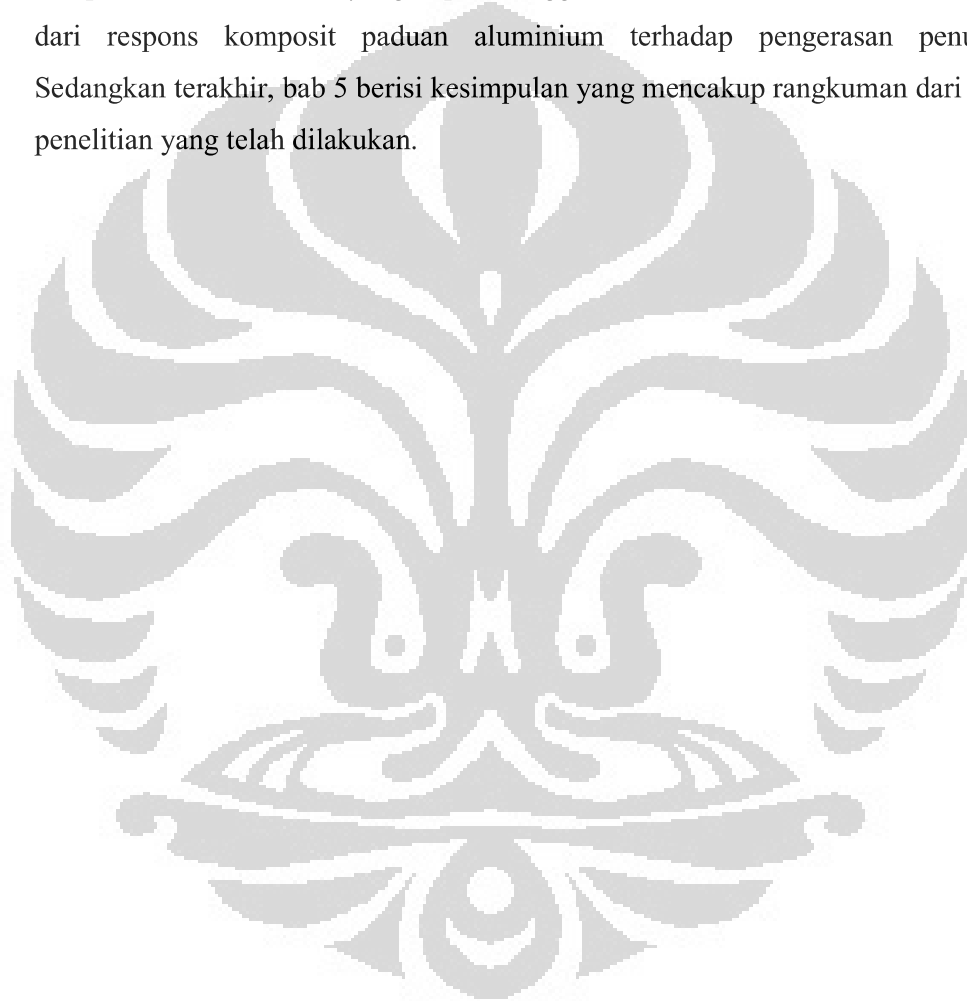 dari respons komposit paduan aluminium terhadap pengerasan
Sedangkan terakhir, bab 5 berisi kesimpulan yang mencakup rangkuman dari
penelitian yang telah dilakukan.